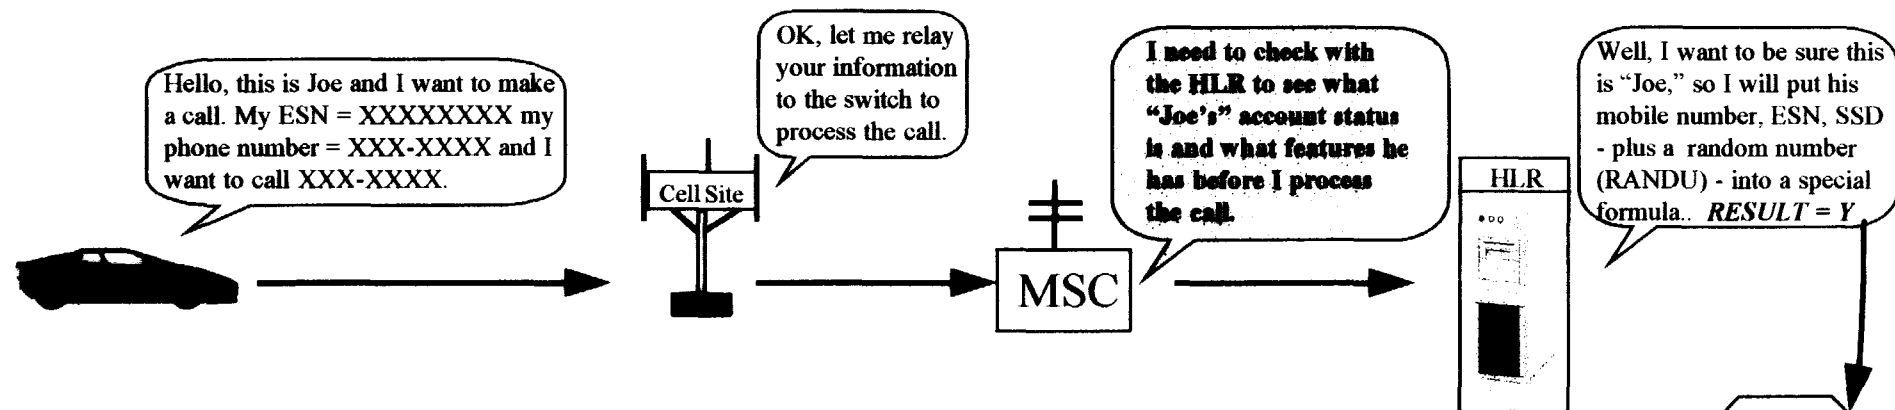 Hello, this is Joe and I want to make
a call. My ESN = XXXXXXXX my
phone number = XXX-XXXX and I
want to call XXX-XXXX.
OK, let me relay
your information
to the switch to
process the call.
Cell Site
I need to check with
the HLR to see what
“Joe’s” account status
is and what features he
has before I process
the call.
MSC
HLR
Well, I want to be sure this
is “Joe,” so I will put his
mobile number, ESN, SSD
- plus a random number
(RANDU) - into a special
formula.. RESULT = Y